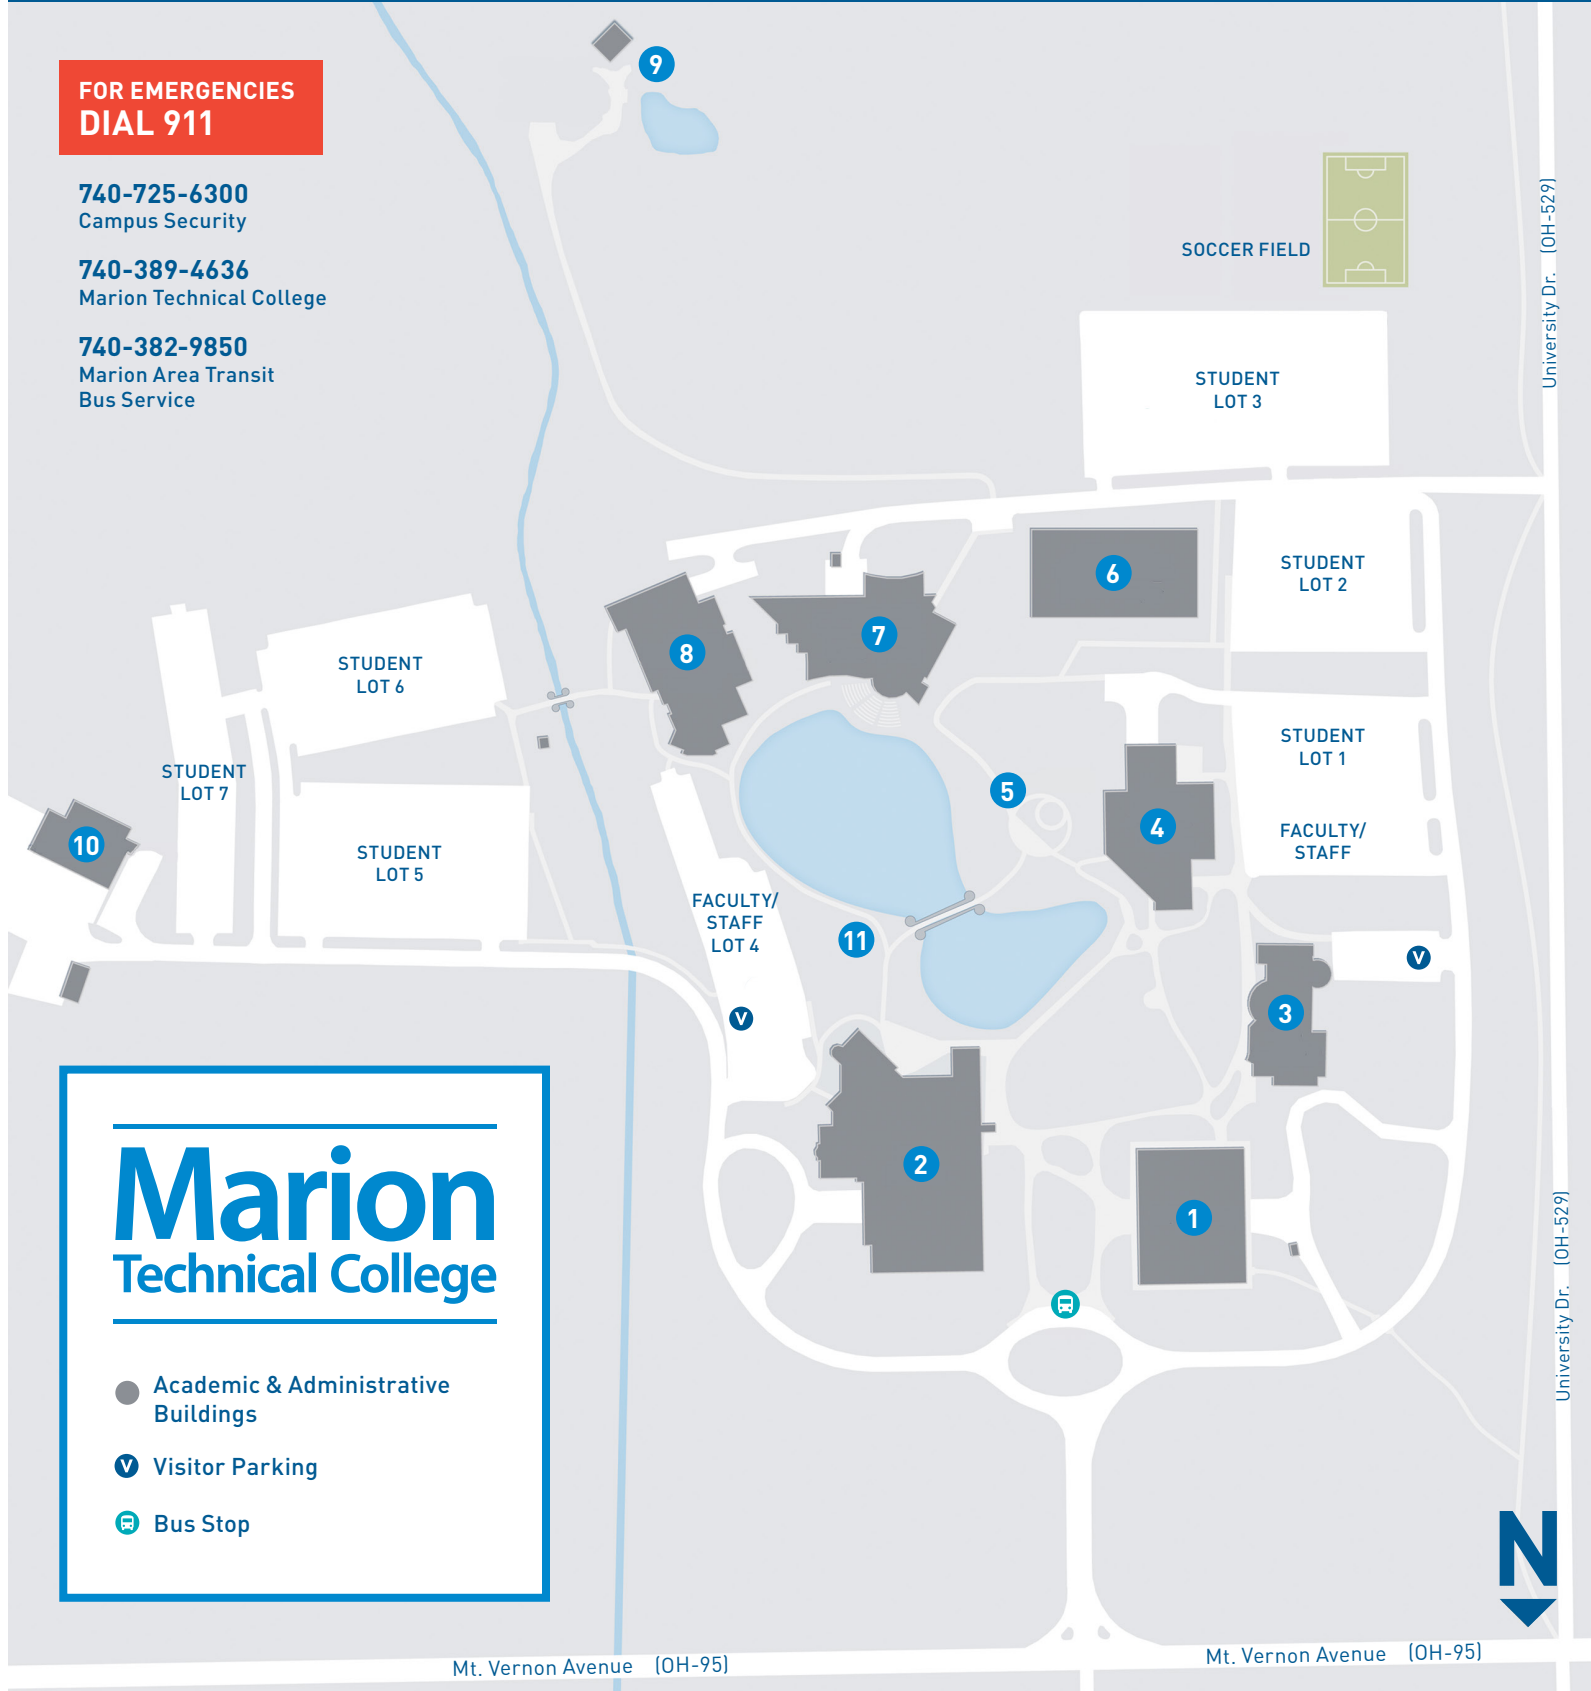 FOR EMERGENCIES
DIAL 911
740-725-6300
Campus Security
740-389-4636
Marion Technical College
740-382-9850
Marion Area Transit
Bus Service
9
SOCCER FIELD
University Dr. (OH-529)
STUDENT
LOT 3
6
STUDENT
LOT 2
7
8
STUDENT
LOT 6
STUDENT
LOT 1
STUDENT
LOT 7
5
4
10
FACULTY/
STAFF
STUDENT
LOT 5
FACULTY/
STAFF
LOT 4
11
V
3
V
2
1
University Dr. (OH-529)
Marion
Technical College
Academic & Administrative
Buildings
V Visitor Parking
Bus Stop
N
Mt. Vernon Avenue (OH-95)
Mt. Vernon Avenue (OH-95)